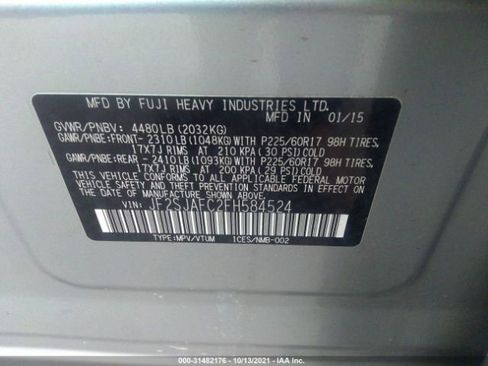 MFD BY FUJI HEAVY INDUSTRIES LTD.
MFD IN 01/15
GVWR/PNBV: 4480LB(2032KG)
GAWR/PNBE:FRONT- 2310LB(1048KG)WITH P225/60R17 98H TIRES,
17X7J RIMS AT 210 KPA(30 PSI)COLD
GAWR/PNBE:REAR - 2410LB(1093KG)WITH P225/60R17 98H TIRES,
17X7J RIMS AT 200 KPA(29 PSI)COLD
THIS VEHICLE CONFORMS TO ALL APPLICABLE FEDERAL MOTOR
VEHICLE SAFETY, BUMPER, AND THEFT PREVENTION STANDARDS
IN EFFECT ON THE DATE OF MANUFACTURE SHOWN ABOVE.
VIN:
TYPE:MPV/VTUM ICES/NMB-002
000-31482176 - 10/13/2021 - IAA Inc.